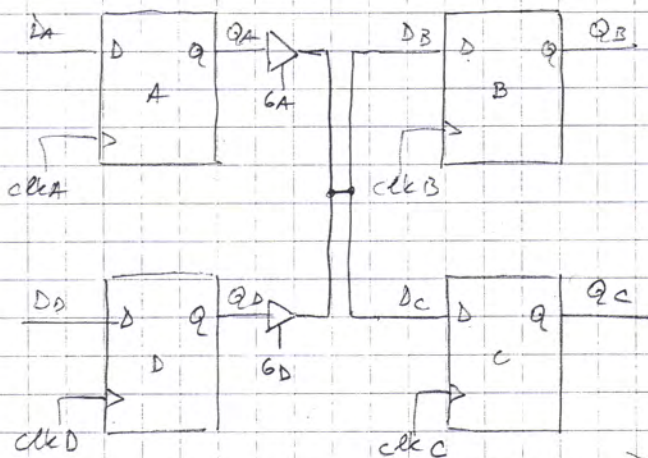 DA D Q QA DB D Q QB
A B
GA
clkA clkB
DD D Q QD DC D Q QC
D C
GD
clkD clkC